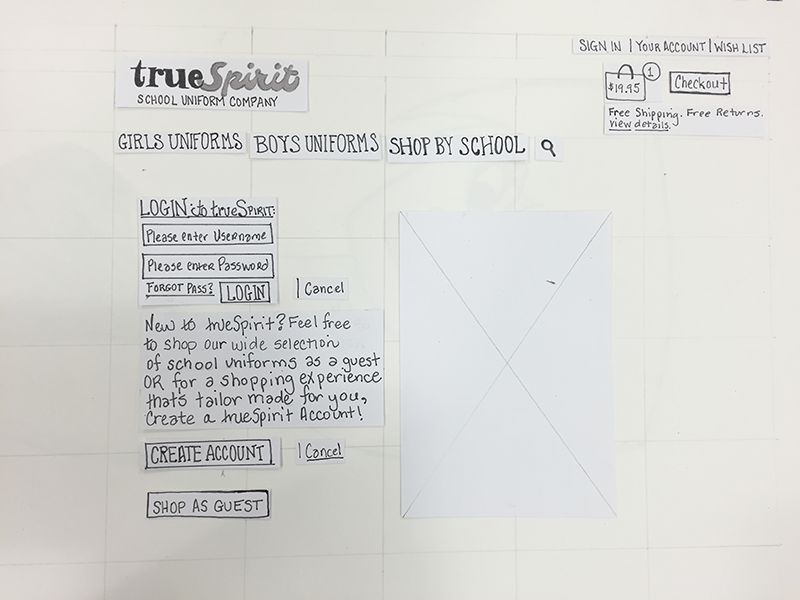 SIGN IN | YOUR ACCOUNT | WISH LIST
trueSpirit
SCHOOL UNIFORM COMPANY
$19.95
1
Checkout
Free Shipping. Free Returns.
view details.
GIRLS UNIFORMS BOYS UNIFORMS SHOP BY SCHOOL
LOGIN to trueSPIRIT:
Please enter Username
Please enter Password
FORGOT PASS? LOGIN | Cancel
New to trueSpirit? Feel free
to shop our wide selection
of school uniforms as a guest
OR for a shopping experience
that's tailor made for you,
Create a trueSpirit Account!
CREATE ACCOUNT | Cancel
SHOP AS GUEST